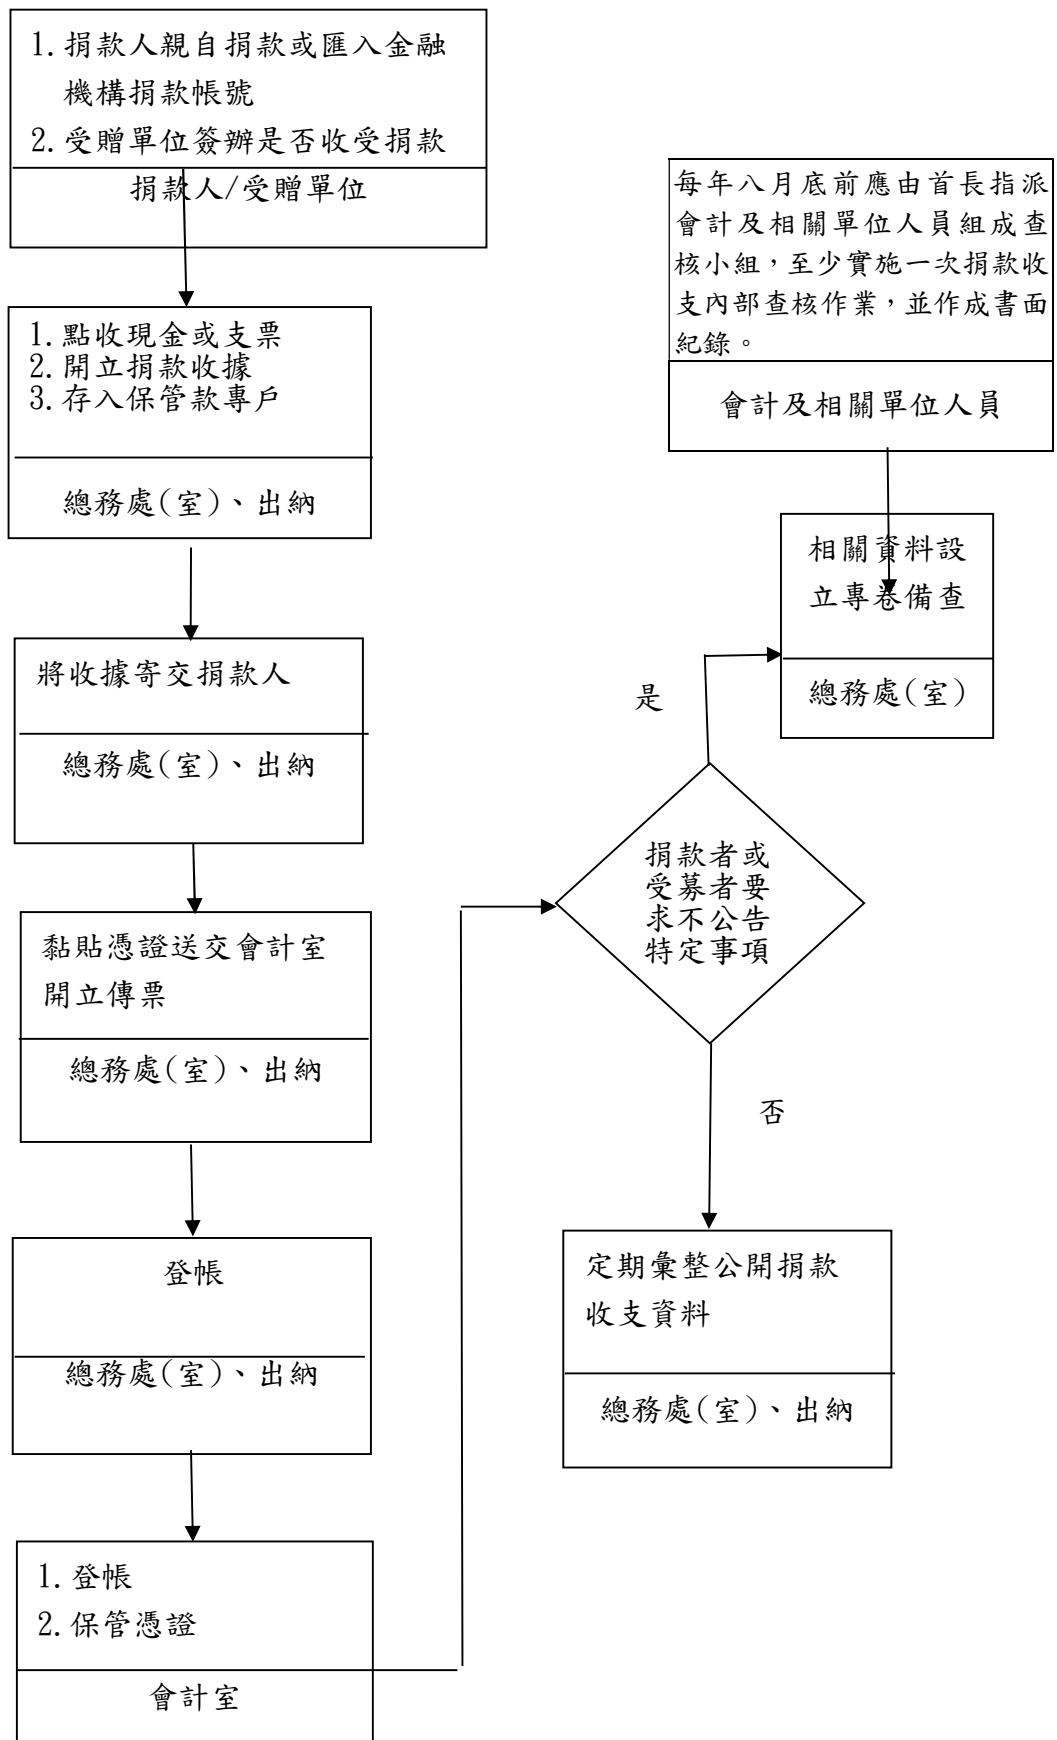 1.捐款人親自捐款或匯入金融
機構捐款帳號
2.受贈單位簽辦是否收受捐款
捐款人/受贈單位
1.點收現金或支票
2.開立捐款收據
3.存入保管款專戶
總務處(室)、出納
將收據寄交捐款人
總務處(室)、出納
黏貼憑證送交會計室
開立傳票
總務處(室)、出納
登帳
總務處(室)、出納
1.登帳
2.保管憑證
會計室
每年八月底前應由首長指派
會計及相關單位人員組成查
核小組，至少實施一次捐款收
支內部查核作業，並作成書面
紀錄。
會計及相關單位人員
相關資料設
立專卷備查
總務處(室)
是
捐款者或
受募者要
求不公告
特定事項
否
定期彙整公開捐款
收支資料
總務處(室)、出納